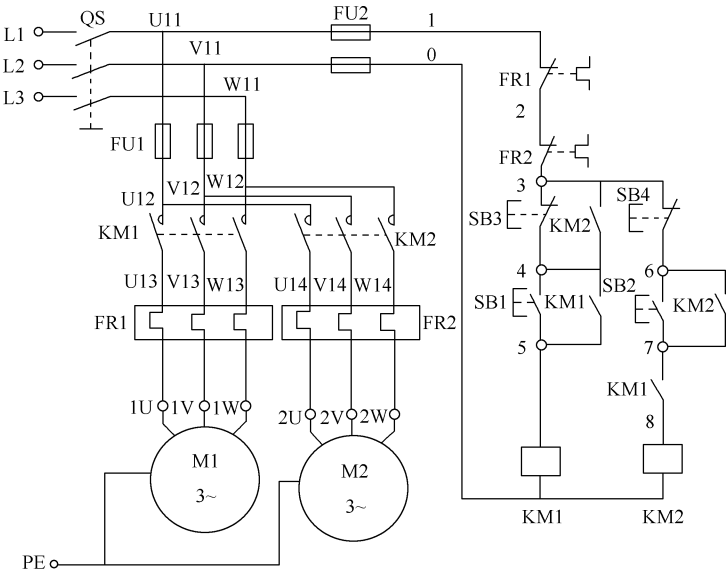 QS U11 FU2 1
L1
V11
L2 0
W11
L3
FR1
FU1
2
FR2
U12 V12 W12 3
SB4
KM1 KM2 SB3 KM2
U13 V13 W13 U14 V14 W14 4 6
SB2
SB1 KM1 KM2
FR1 FR2 5 7
KM1
1U 1V 1W 2U 2V 2W
8
M1
3~
M2
3~
KM1 KM2
PE